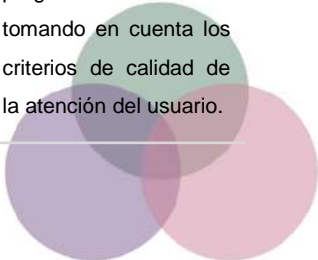 tomando en cuenta los
criterios de calidad de
la atención del usuario.